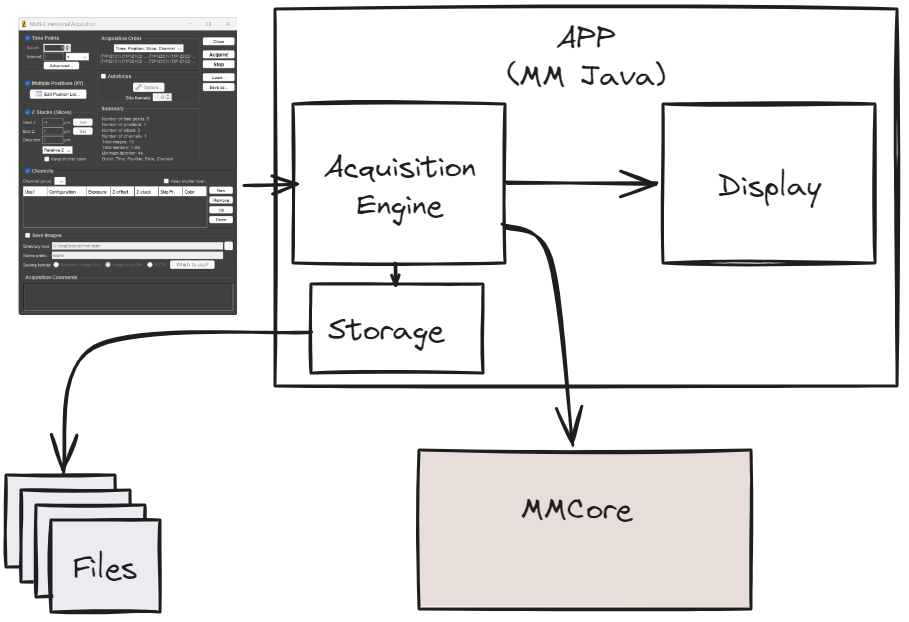 Multi-Dimensional Acquisition
Time Points
Count:
Interval:
Advanced...
Acquisition Order
Time, Position, Slice, Channel
Close
Acquire!
Stop
Load...
Save as...
Multiple Positions (XY)
Edit Position List...
Autofocus
Options...
Skip frame(s):
Z-Stacks (Slices)
Start Z:
End Z:
Step size:
Relative Z
Keep shutter open
Summary
Number of time points: 5
Number of positions: 1
Number of slices: 3
Number of channels: 1
Total images: 15
Minimum duration: 4s
Order: Time, Position, Slice, Channel
Channels
Channel group:
Keep shutter open
Use? Configuration Exposure Z-offset Z-stack Skip Fr. Color
New
Remove
Up
Down
Save Images
Directory root:
Name prefix:
Saving format:
Which to use?
Acquisition Comments
APP
(MM Java)
Acquisition
Engine
Display
Storage
MMCore
Files